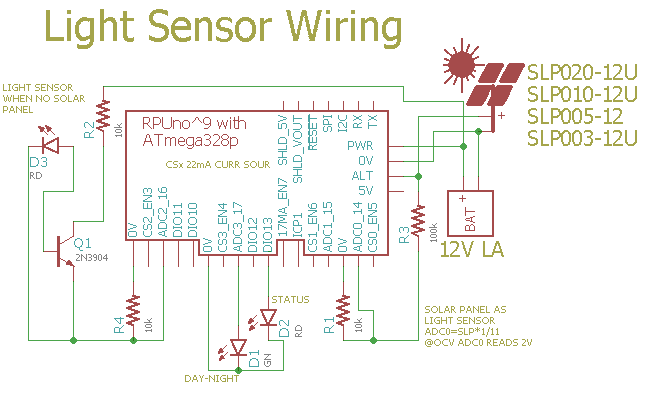 Light Sensor Wiring
SLP020-12U
SLP010-12U
SLP005-12
SLP003-12U
+
LIGHT SENSOR
WHEN NO SOLAR
PANEL
R2
10k
RPUno^9 with
ATmega328p
CSx 22mA CURR SOUR
SHLD_5V
SHLD_VOUT
RESET
SPI
I2C
RX
TX
PWR
0V
ALT
5V
D3
RD
0V
CS2_EN3
ADC2_16
DIO11
DIO10
0V
CS3_EN4
ADC3_17
DIO12
DIO13
17MA_EN7
ICP1
CS1_EN6
ADC1_15
0V
ADC0_14
CS0_EN5
+
BAT
12V LA
R3
100k
Q1
2N3904
R4
10k
STATUS
D2
RD
D1
GN
DAY-NIGHT
R1
10k
SOLAR PANEL AS
LIGHT SENSOR
ADC0=SLP*1/11
@OCV ADC0 READS 2V